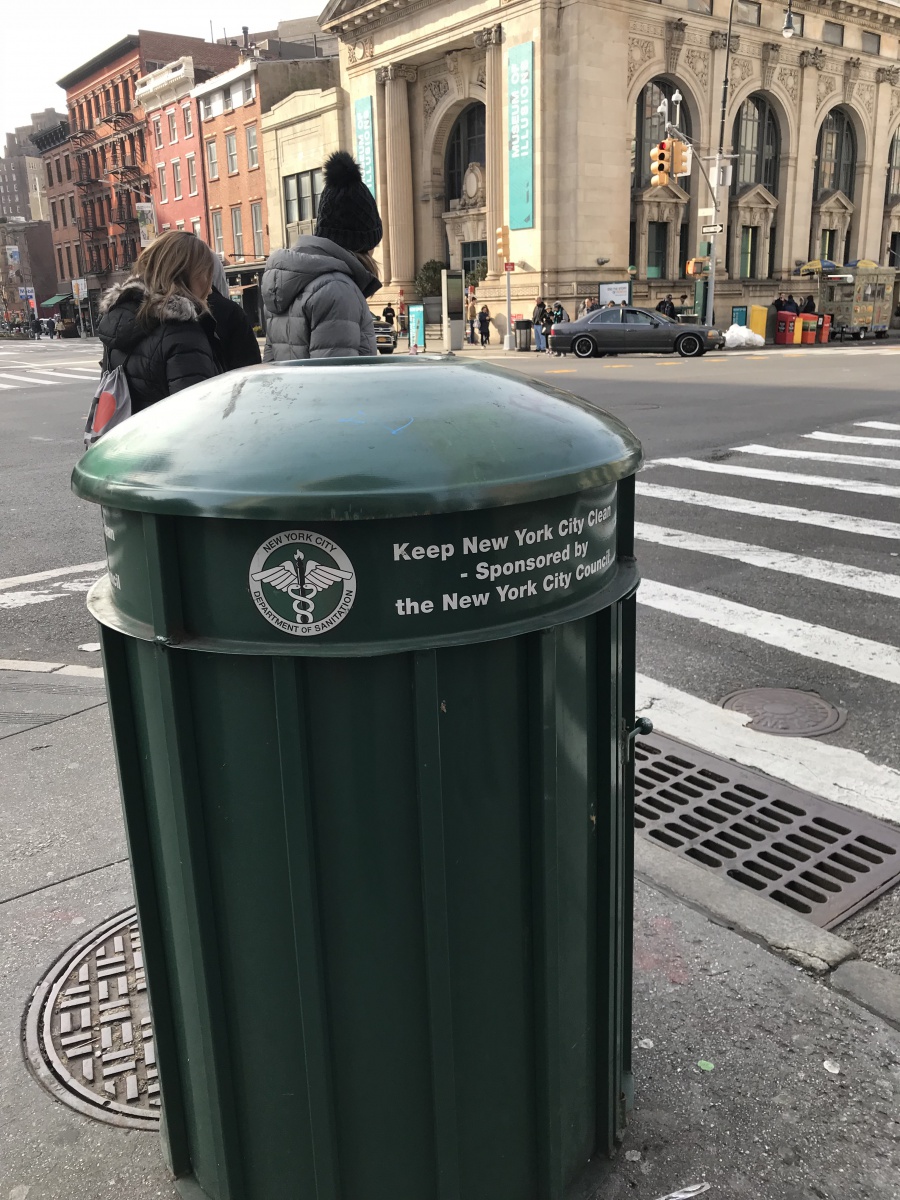 MUSEUM OF
ILLUSIONS
NEW YORK CITY
DEPARTMENT OF SANITATION
Keep New York City Clean
- Sponsored by
the New York City Council